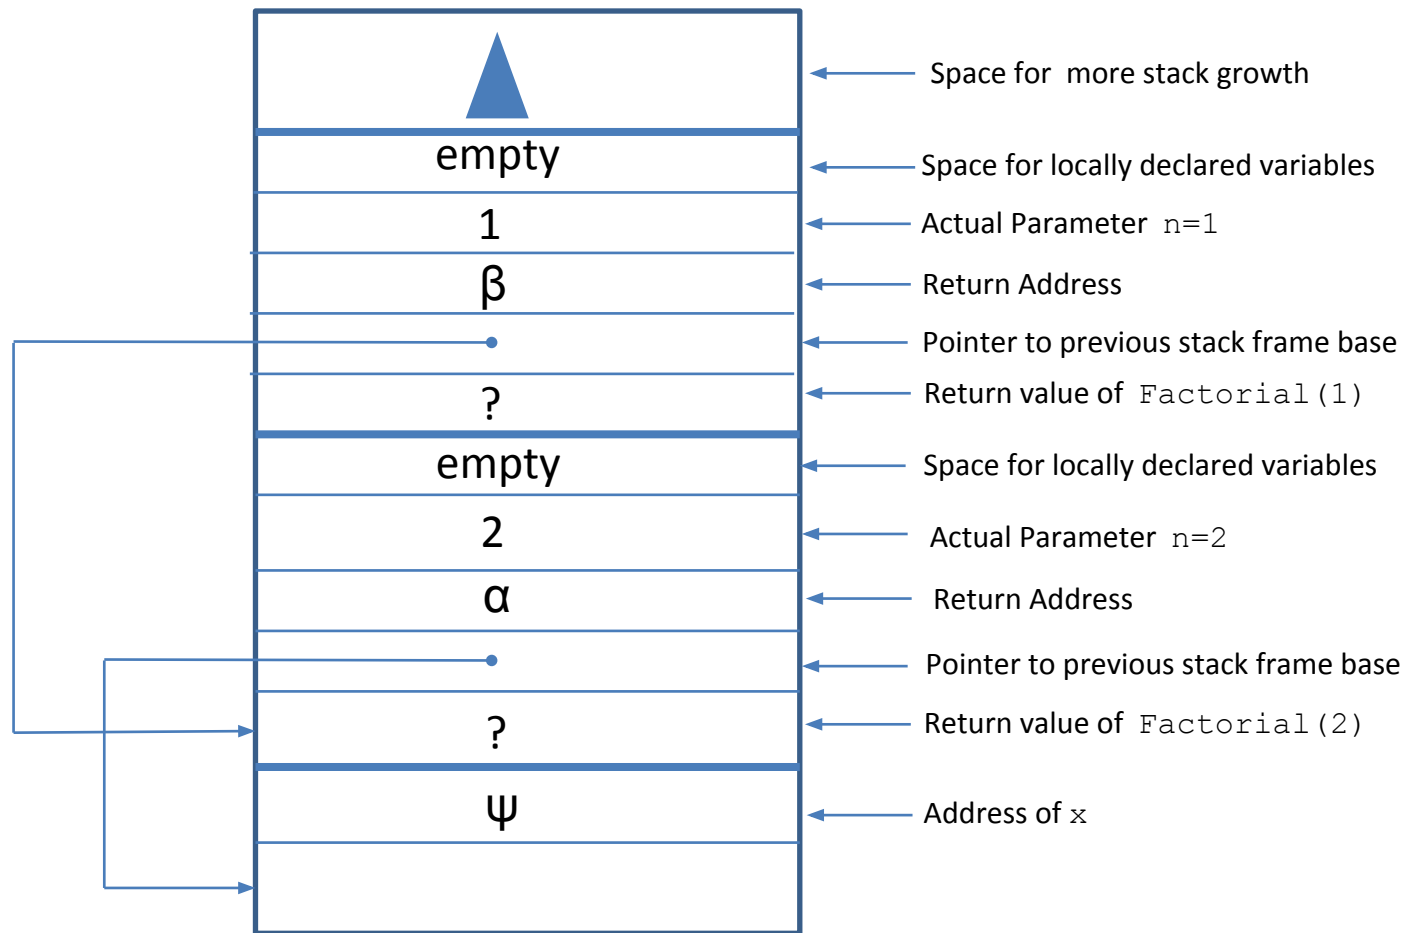 Space for more stack growth
empty
Space for locally declared variables
1
Actual Parameter n=1
β
Return Address
Pointer to previous stack frame base
?
Return value of Factorial(1)
empty
Space for locally declared variables
2
Actual Parameter n=2
α
Return Address
Pointer to previous stack frame base
?
Return value of Factorial(2)
ψ
Address of x